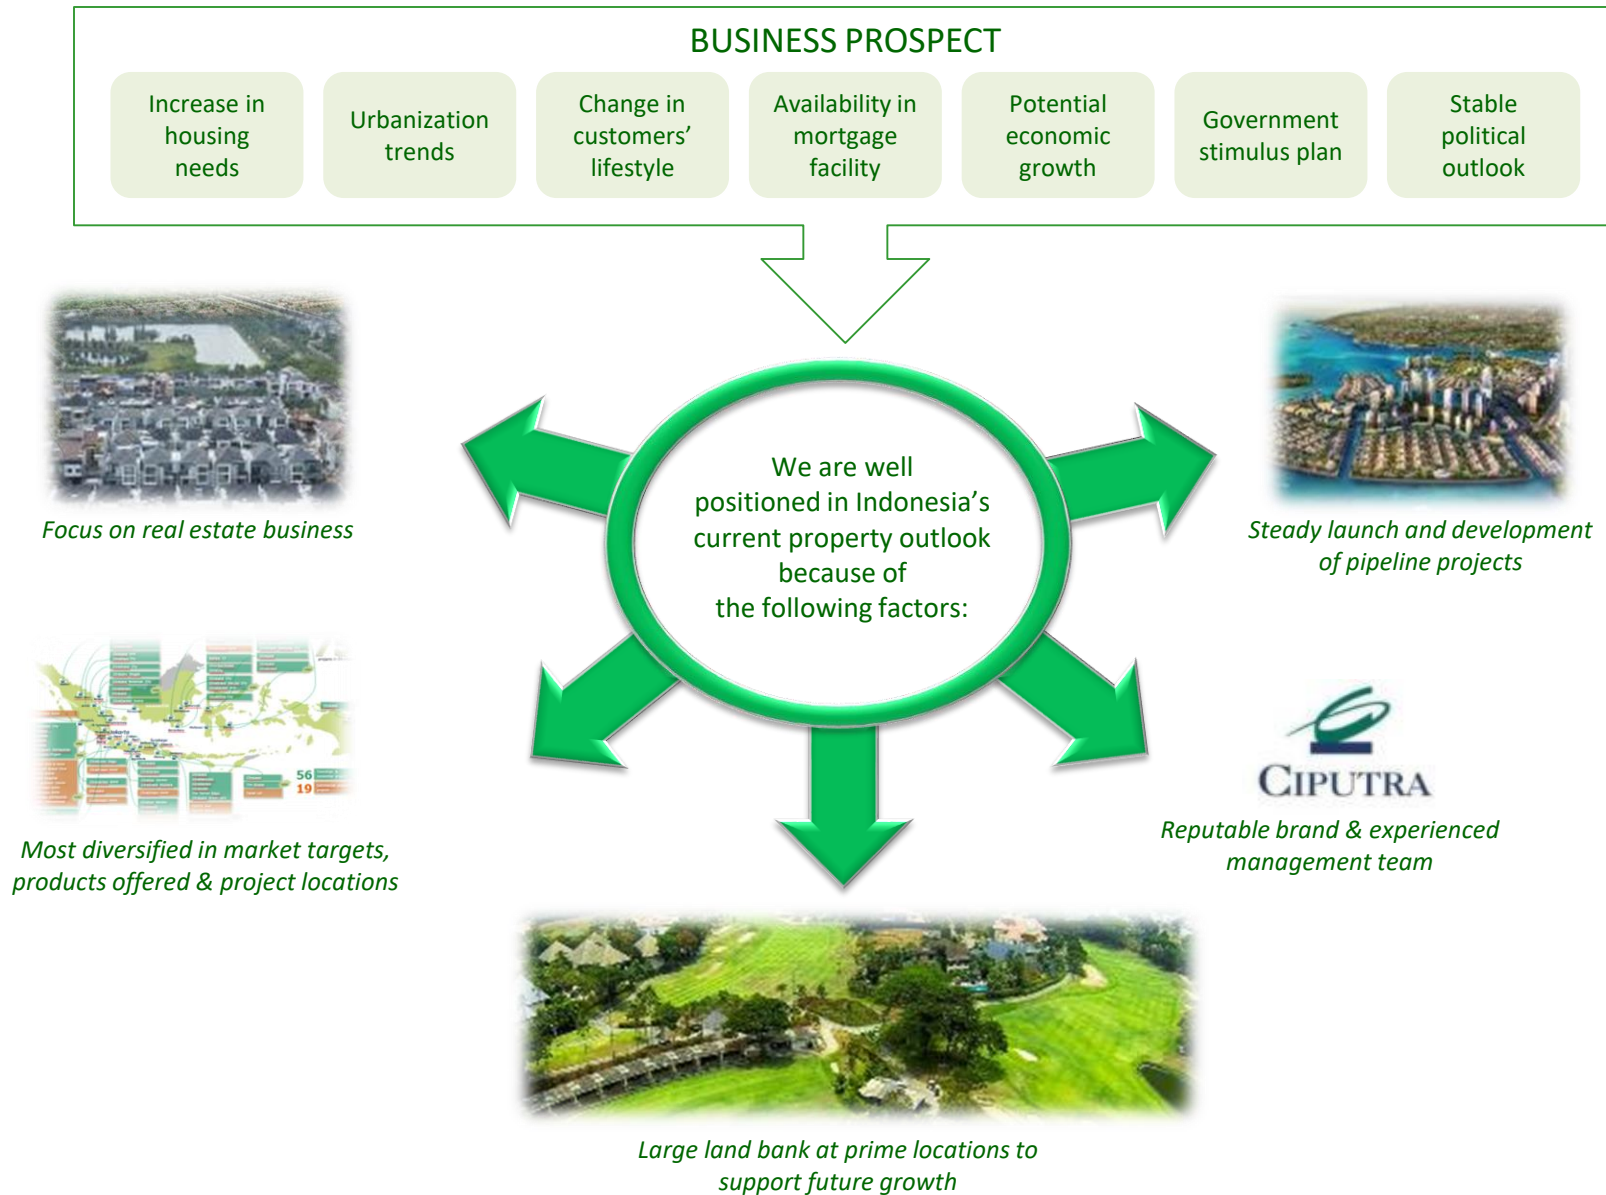 BUSINESS PROSPECT
Increase in
housing
needs
Urbanization
trends
Change in
customers’
lifestyle
Availability in
mortgage
facility
Potential
economic
growth
Government
stimulus plan
Stable
political
outlook
We are well
positioned in Indonesia’s
current property outlook
because of
the following factors:
Focus on real estate business
Steady launch and development
of pipeline projects
56
19
CIPUTRA
Most diversified in market targets,
products offered & project locations
Reputable brand & experienced
management team
Large land bank at prime locations to
support future growth